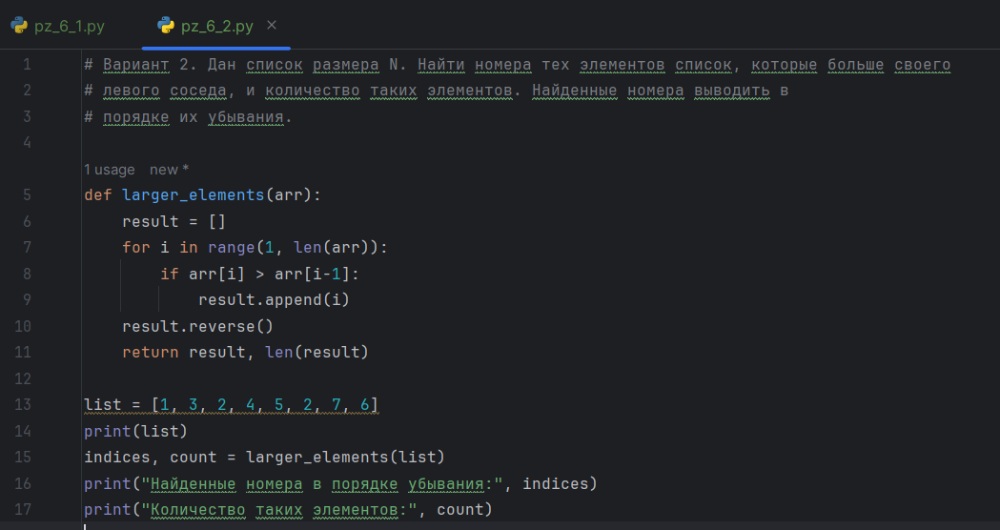 pz_6_1.py pz_6_2.py ×
1 # Вариант 2. Дан список размера N. Найти номера тех элементов список, которые больше своего
2 # левого соседа, и количество таких элементов. Найденные номера выводить в
3 # порядке их убывания.
4
1 usage new *
5 def larger_elements(arr):
6     result = []
7     for i in range(1, len(arr)):
8         if arr[i] > arr[i-1]:
9             result.append(i)
10     result.reverse()
11     return result, len(result)
12
13 list = [1, 3, 2, 4, 5, 2, 7, 6]
14 print(list)
15 indices, count = larger_elements(list)
16 print("Найденные номера в порядке убывания:", indices)
17 print("Количество таких элементов:", count)